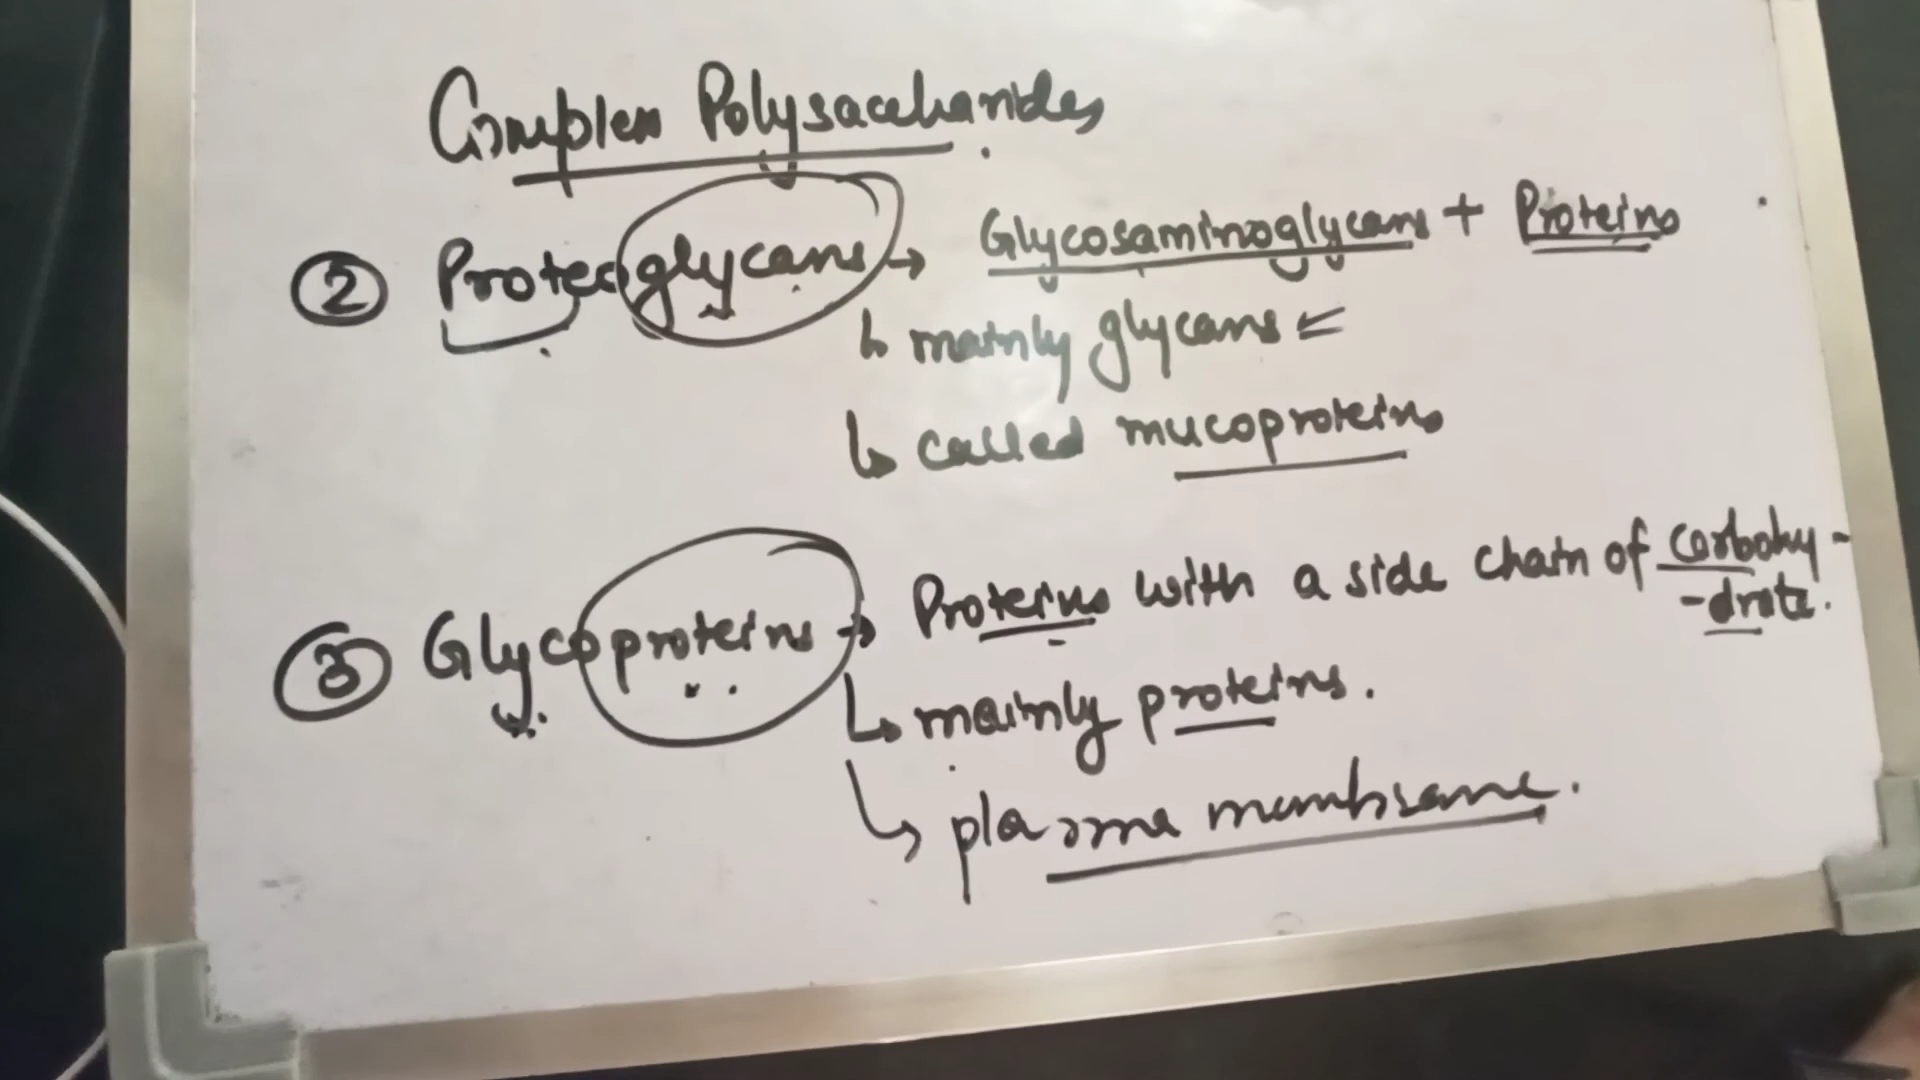 Complex Polysaccharides
② Proteoglycans → Glycosaminoglycans + Proteins
↳ mainly glycans ⇐
↳ called mucoproteins
③ Glycoproteins → Proteins with a side chain of carbohy-
-drate.
↳ mainly proteins.
↳ plasma membrane.